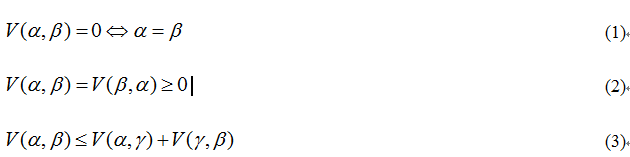 V(α,β)=0⇔α=β (1)
V(α,β)=V(β,α)≥0 (2)
V(α,β)≤V(α,γ)+V(γ,β) (3)